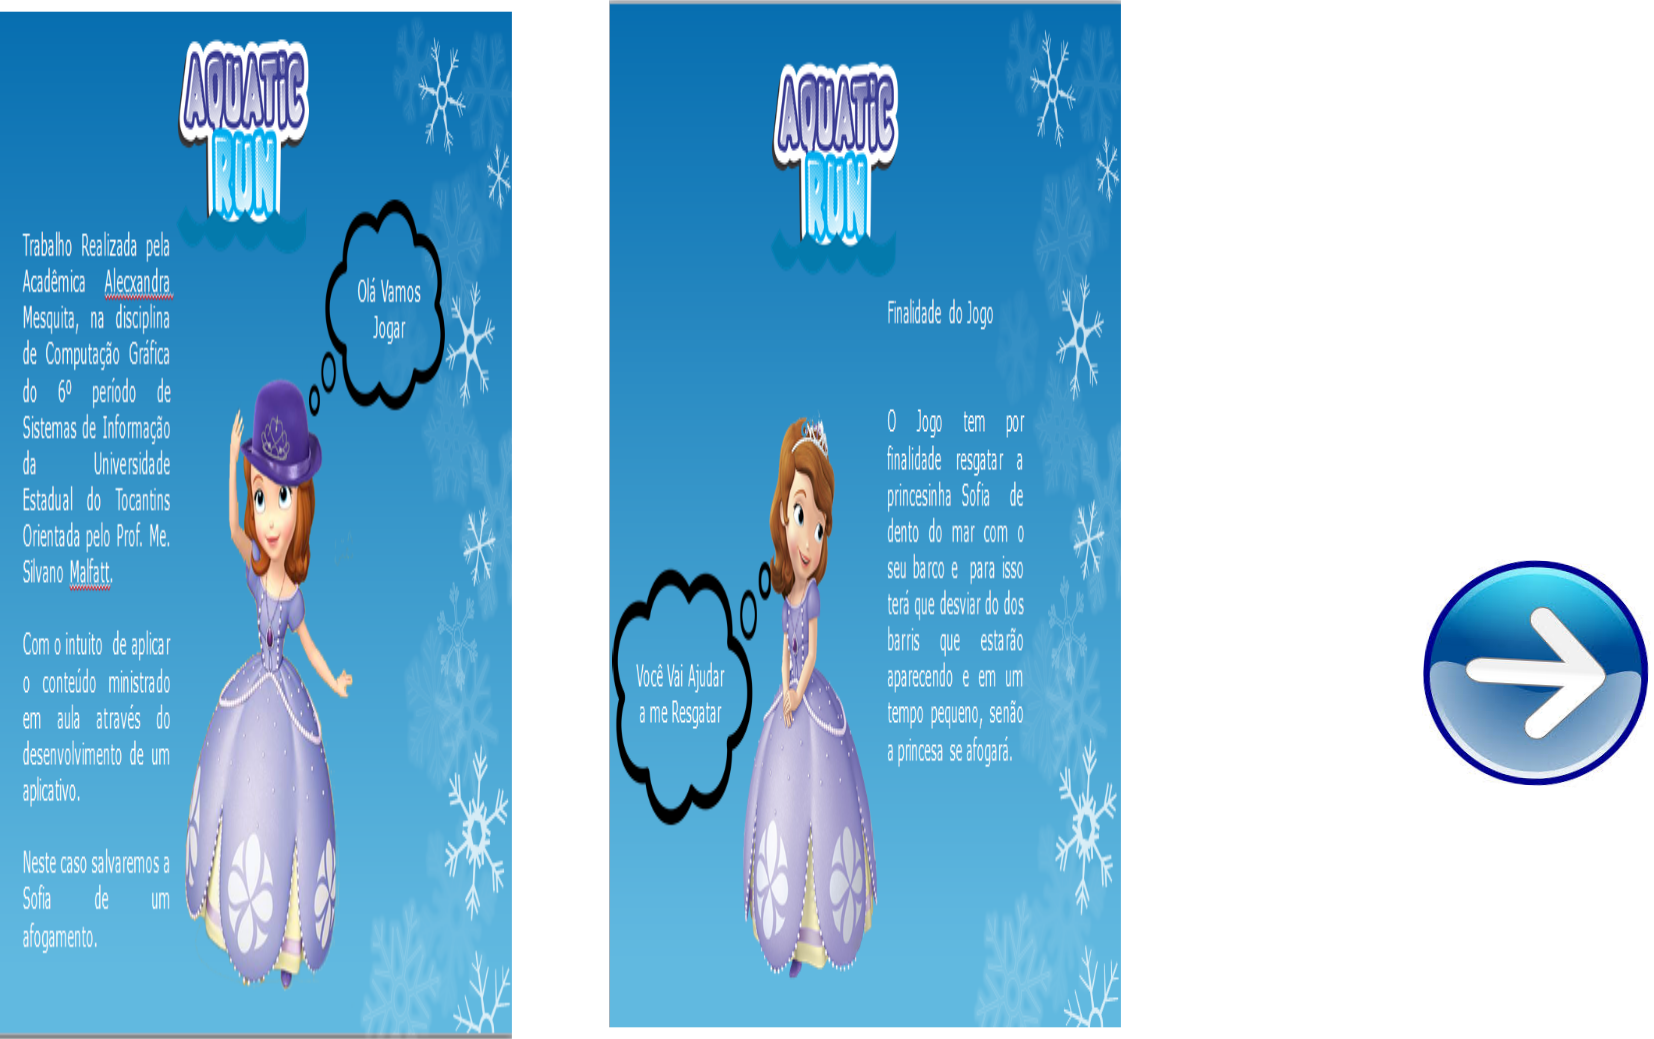 AQUATIC
RUN
Trabalho Realizada pela
Acadêmica Alecxandra
Mesquita, na disciplina
de Computação Gráfica
do 6º período de
Sistemas de Informação
da Universidade
Estadual do Tocantins
Orientada pelo Prof. Me.
Silvano Malfatt.
Com o intuito de aplicar
o conteúdo ministrado
em aula através do
desenvolvimento de um
aplicativo.
Neste caso salvaremos a
Sofia de um
afogamento.
Olá Vamos
Jogar
AQUATIC
RUN
Finalidade do Jogo
O Jogo tem por
finalidade resgatar a
princesinha Sofia de
dento do mar com o
seu barco e para isso
terá que desviar do dos
barris que estarão
aparecendo e em um
tempo pequeno, senão
a princesa se afogará.
Você Vai Ajudar
a me Resgatar